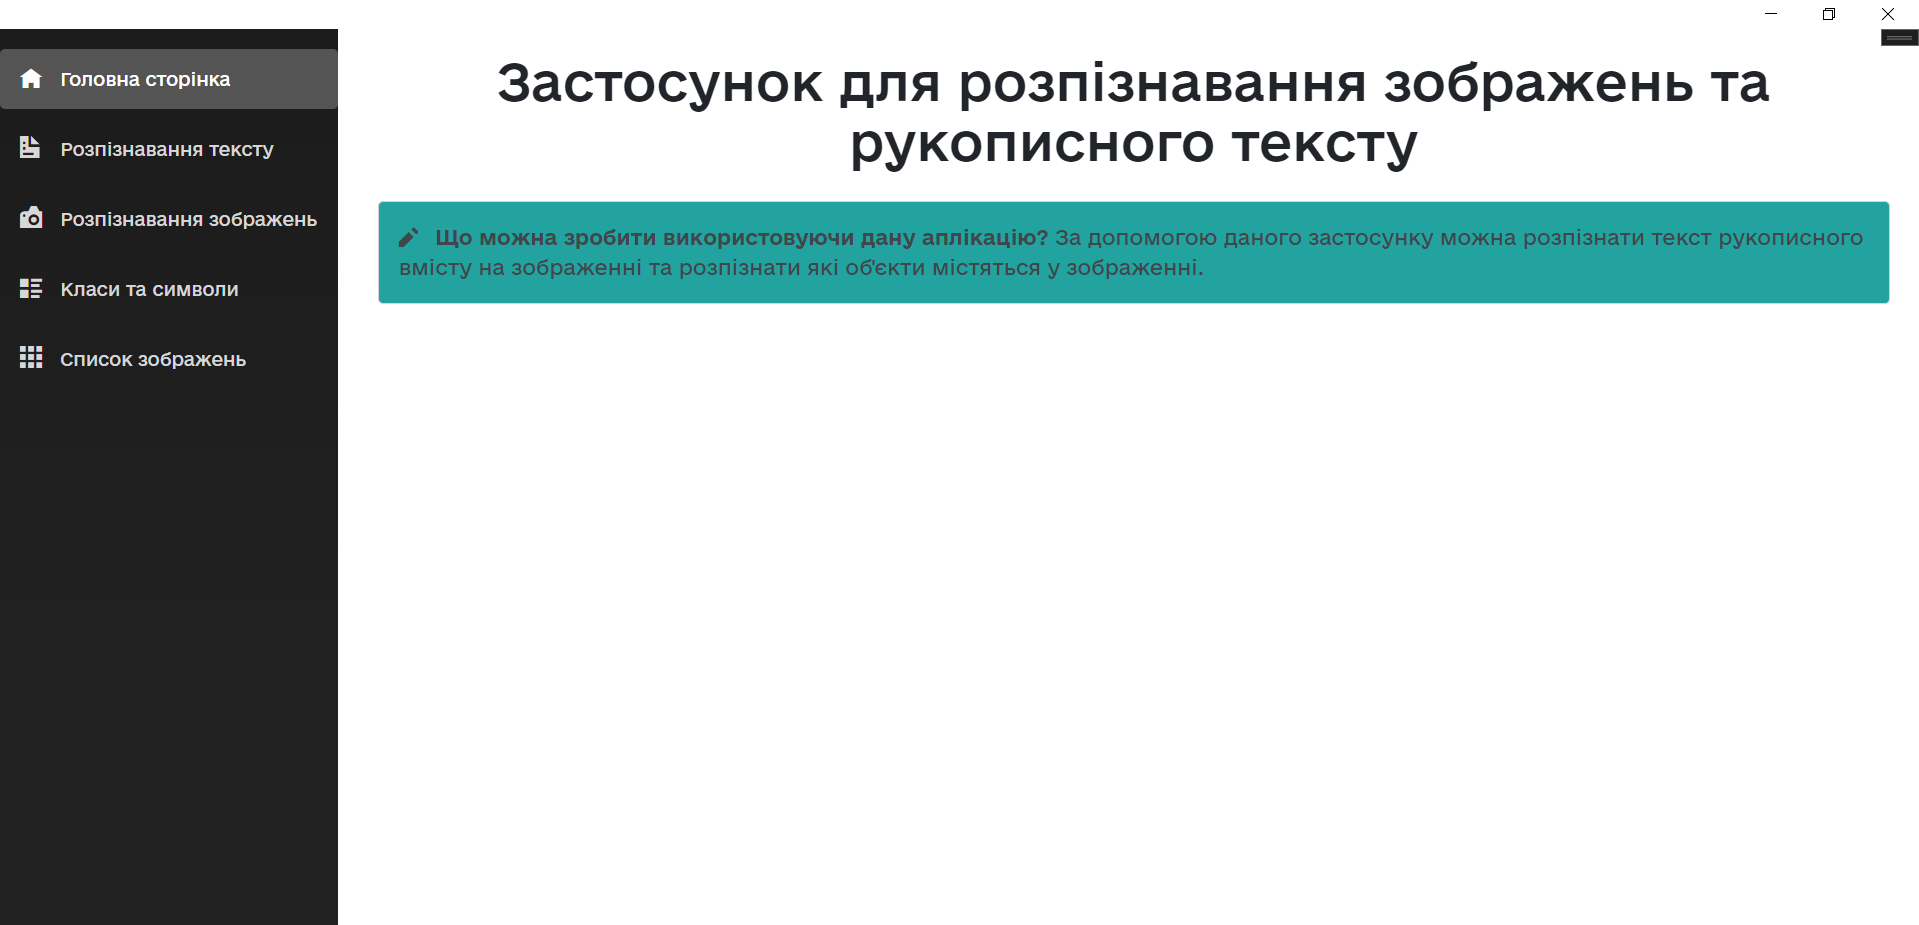 Головна сторінка
Розпізнавання тексту
Розпізнавання зображень
Класи та символи
Список зображень
Застосунок для розпізнавання зображень та
рукописного тексту
Що можна зробити використовуючи дану аплікацію? За допомогою даного застосунку можна розпізнати текст рукописного
вмісту на зображенні та розпізнати які об'єкти містяться у зображенні.